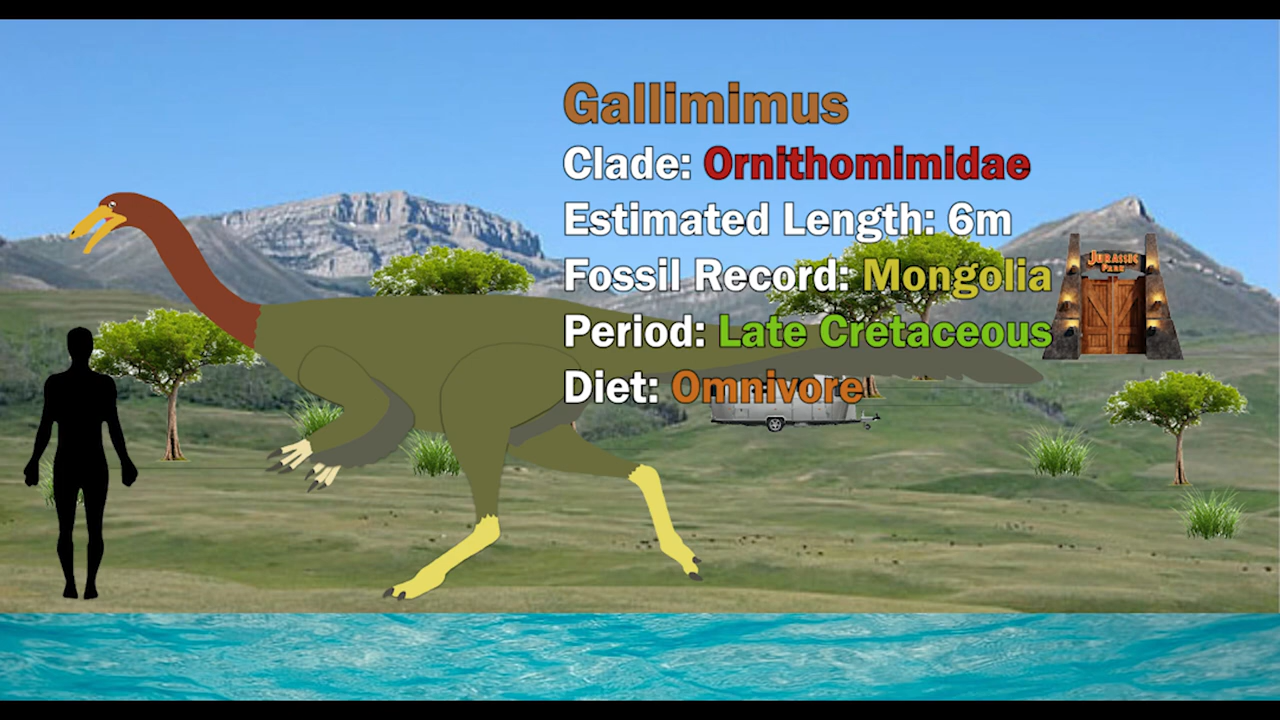 Gallimimus
Clade: Ornithomimidae
Estimated Length: 6m
Fossil Record: Mongolia
Period: Late Cretaceous
Diet: Omnivore
Jurassic
Park